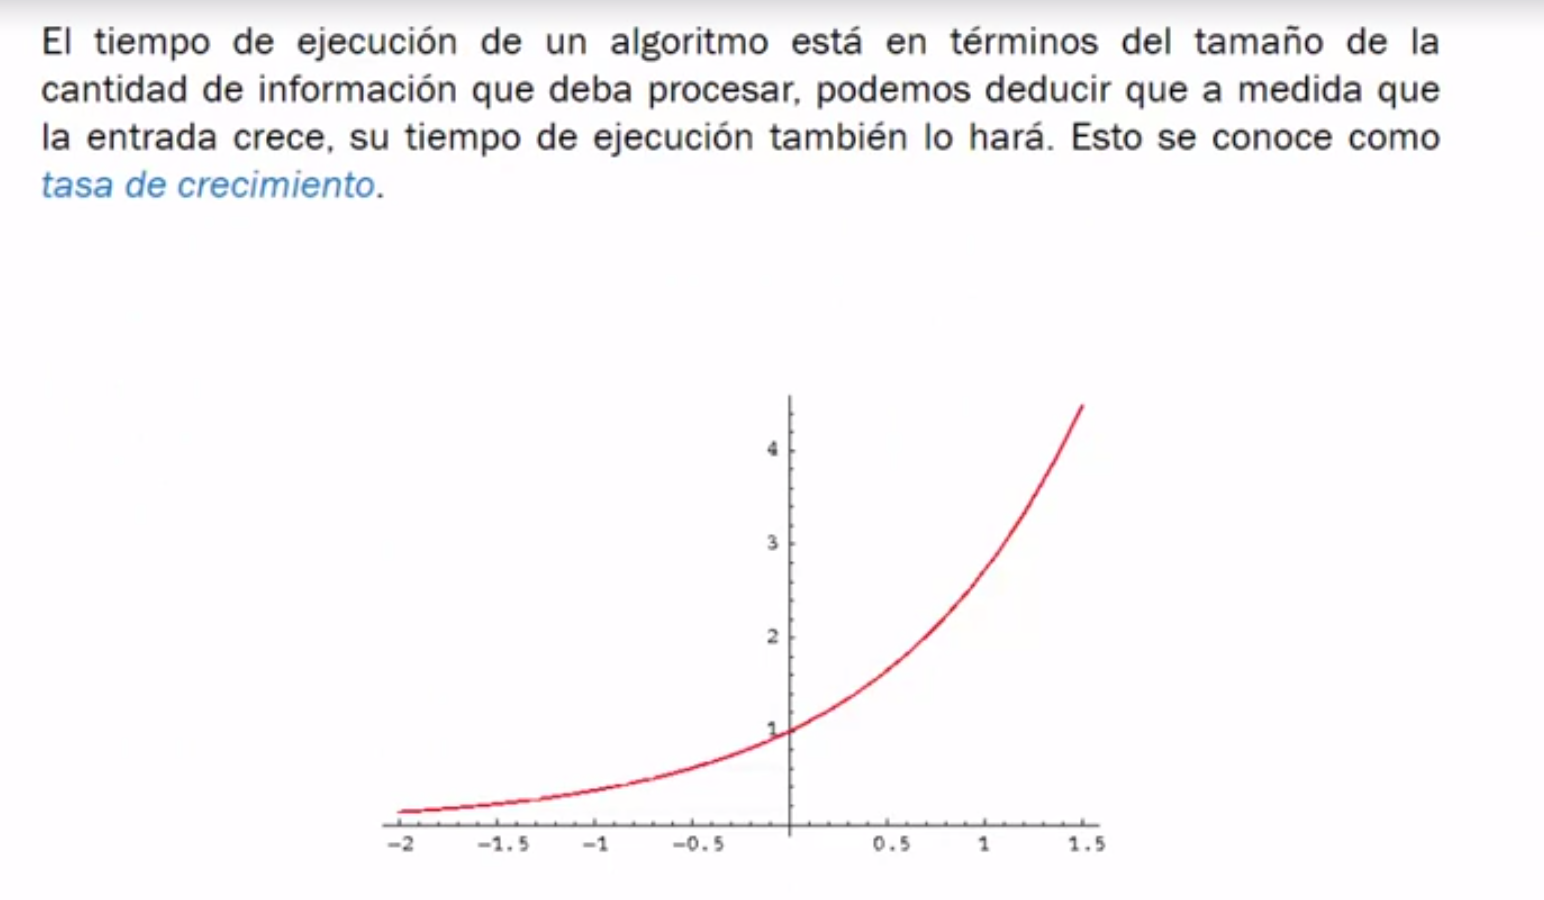 El tiempo de ejecución de un algoritmo está en términos del tamaño de la
cantidad de información que deba procesar, podemos deducir que a medida que
la entrada crece, su tiempo de ejecución también lo hará. Esto se conoce como
tasa de crecimiento.
4
3
2
1
-2 -1.5 -1 -0.5 0.5 1 1.5